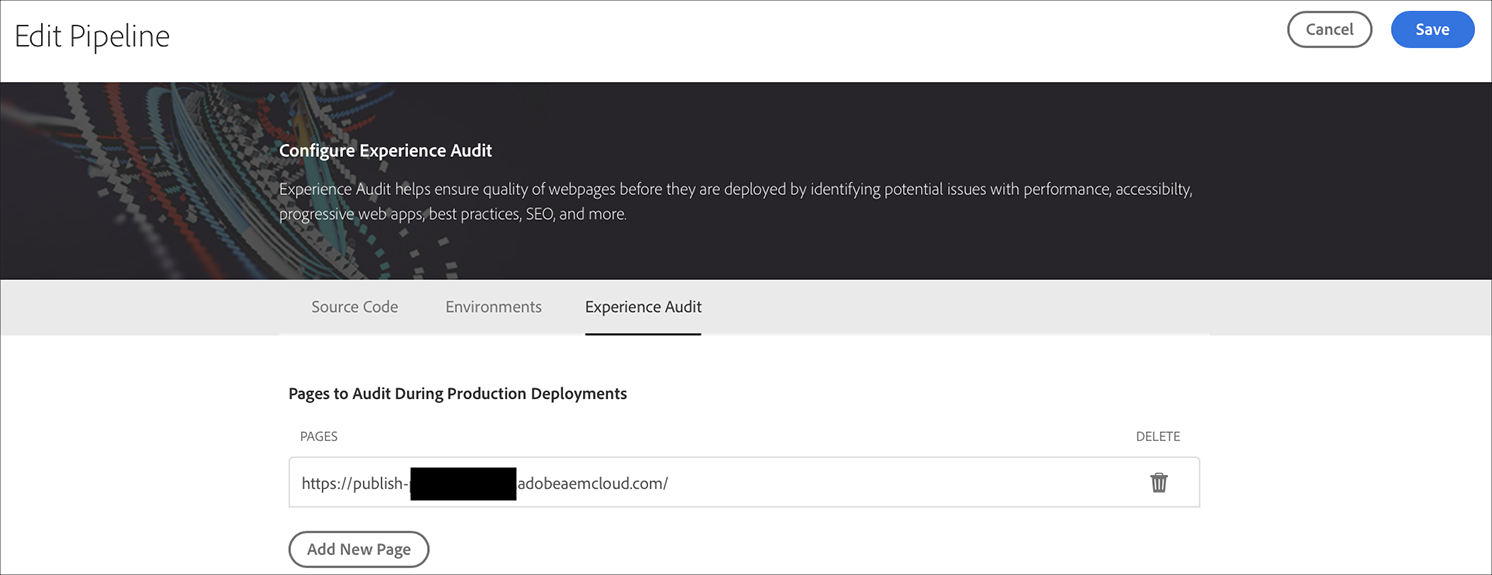 Edit Pipeline
Cancel
Save
Configure Experience Audit
Experience Audit helps ensure quality of webpages before they are deployed by identifying potential issues with performance, accessibilty,
progressive web apps, best practices, SEO, and more.
Source Code
Environments
Experience Audit
Pages to Audit During Production Deployments
PAGES
DELETE
https://publish- adobeaemcloud.com/
Add New Page